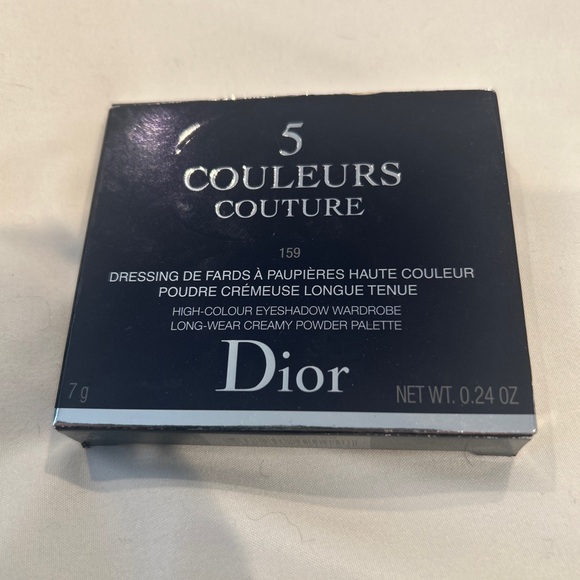 5
COULEURS
COUTURE
159
DRESSING DE FARDS À PAUPIÈRES HAUTE COULEUR
POUDRE CRÉMEUSE LONGUE TENUE
HIGH-COLOUR EYESHADOW WARDROBE
LONG-WEAR CREAMY POWDER PALETTE
Dior
7 g
NET WT. 0.24 OZ